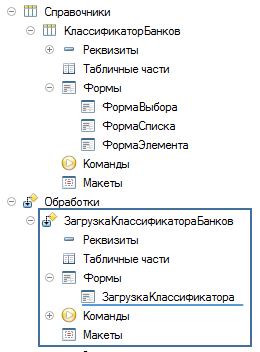 Справочники
КлассификаторБанков
Реквизиты
Табличные части
Формы
ФормаВыбора
ФормаСписка
ФормаЭлемента
Команды
Макеты
Обработки
ЗагрузкаКлассификатораБанков
Реквизиты
Табличные части
Формы
ЗагрузкаКлассификатора
Команды
Макеты